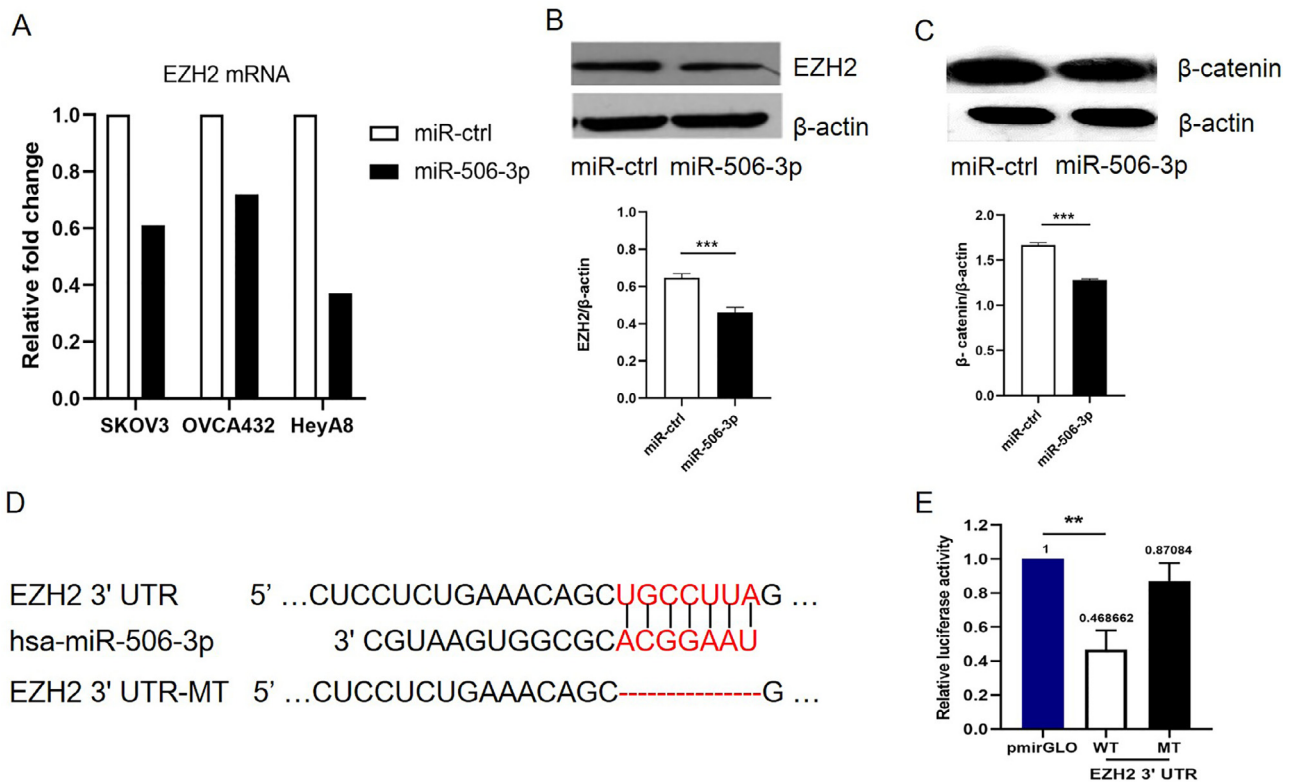 A
EZH2 mRNA
Relative fold change
1.0
0.8
0.6
0.4
0.2
0.0
SKOV3 OVCA432 HeyA8
miR-ctrl
miR-506-3p
B
EZH2
β-actin
miR-ctrl miR-506-3p
EZH2/β-actin
1.0
0.8
0.6
0.4
0.2
0.0
***
miR-ctrl
miR-506-3p
C
β-catenin
β-actin
miR-ctrl miR-506-3p
β- catenin/β-actin
2.0
1.5
1.0
0.5
0.0
***
miR-ctrl
miR-506-3p
D
EZH2 3' UTR 5' ...CUCCUCUGAAACAGCUGCCUUAG ...
hsa-miR-506-3p 3' CGUAAGUGGCGCACGGAAU
EZH2 3' UTR-MT 5' ...CUCCUCUGAAACAGC---------------G ...
E
Relative luciferase activity
1.2
1.0
0.8
0.6
0.4
0.2
0.0
**
1
0.468662
0.87084
pmirGLO WT MT
EZH2 3' UTR